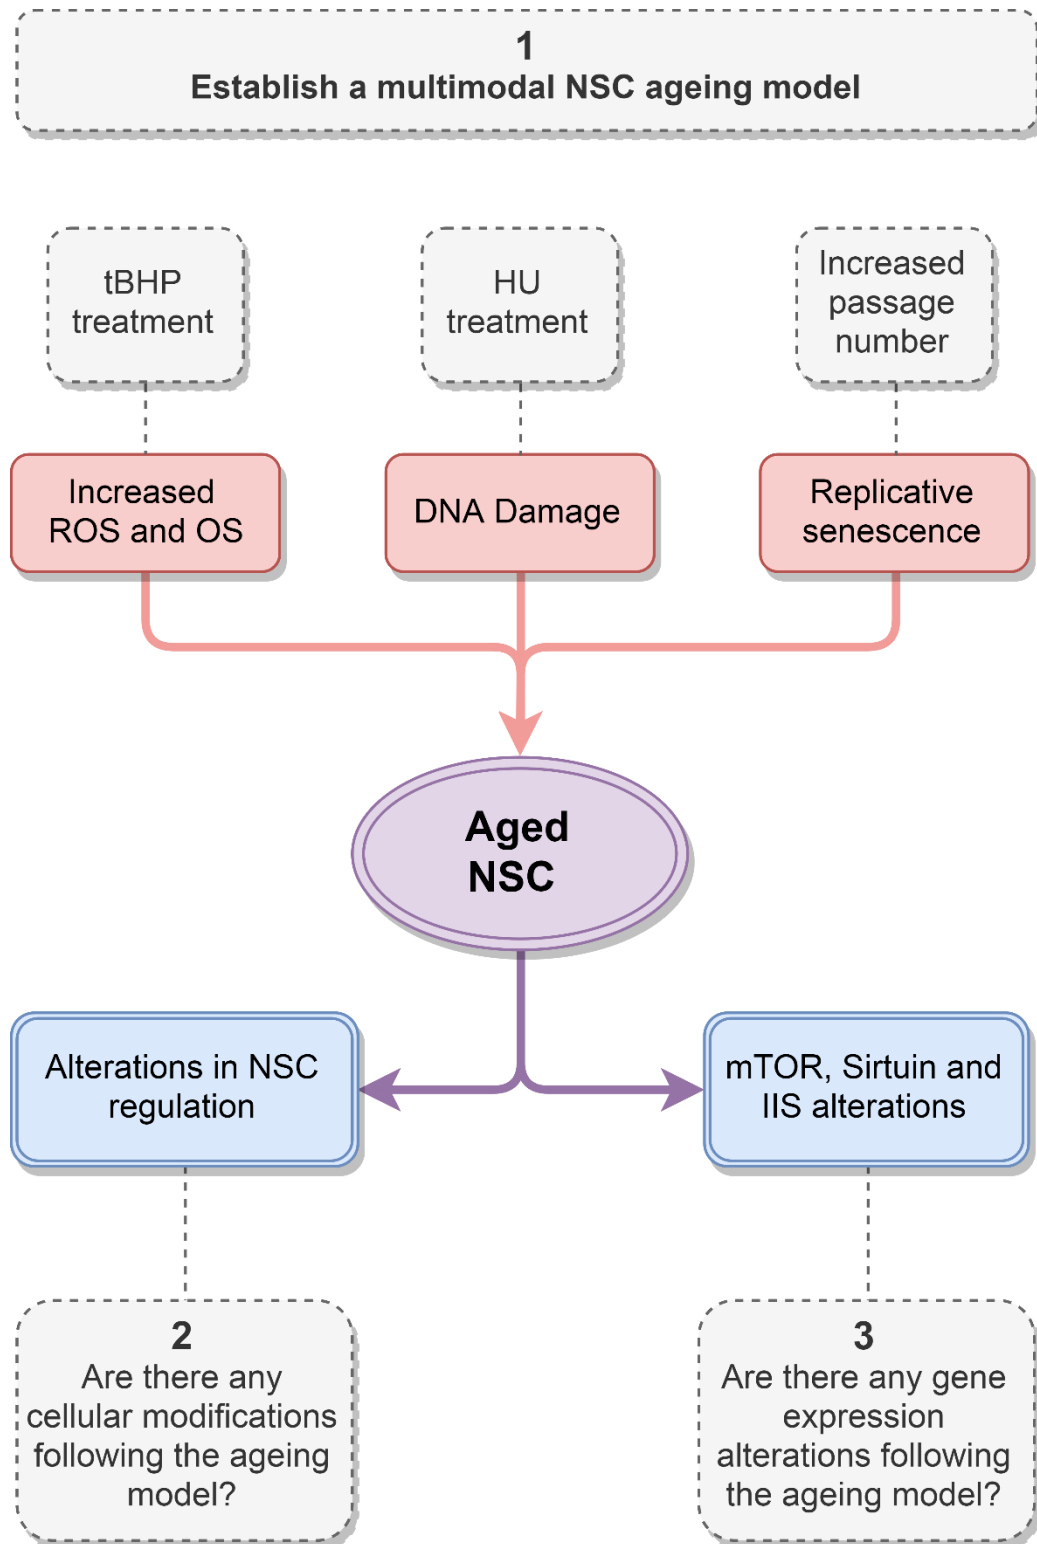 1
Establish a multimodal NSC ageing model
tBHP
treatment
HU
treatment
Increased
passage
number
Increased
ROS and OS
DNA Damage
Replicative
senescence
Aged
NSC
Alterations in NSC
regulation
mTOR, Sirtuin and
IIS alterations
2
Are there any
cellular modifications
following the ageing
model?
3
Are there any gene
expression
alterations following
the ageing model?